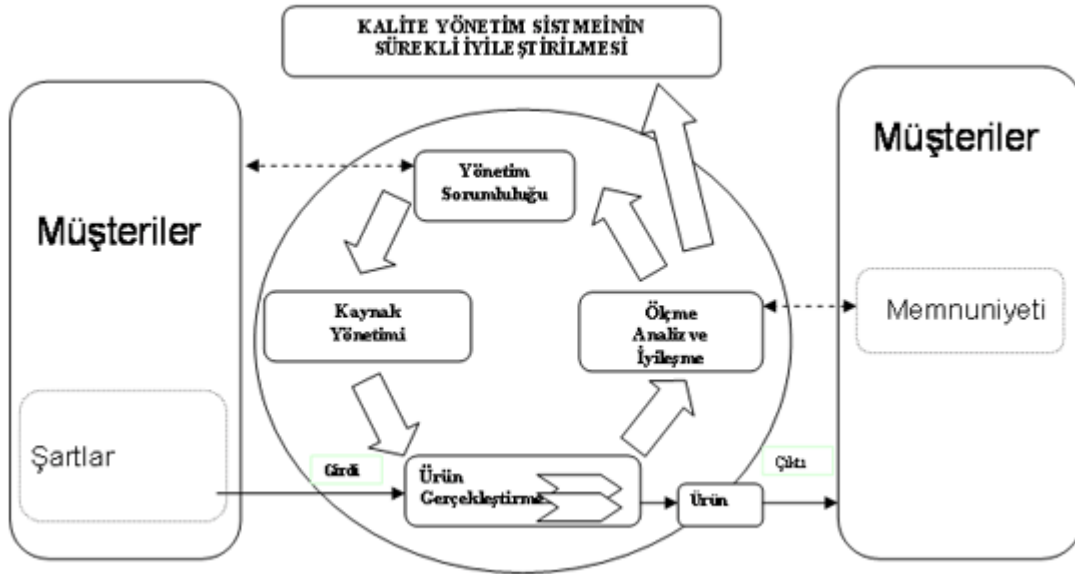 KALİTE YÖNETİM SİSTMEİNİN
SÜREKLİ İYİLEŞTİRİLMESİ
Müşteriler
Şartlar
Yönetim
Sorumluluğu
Kaynak
Yönetimi
Ölçme
Analiz ve
İyileşme
Girdi
Ürün
Gerçekleştirme
Ürün
Çıktı
Müşteriler
Memnuniyeti